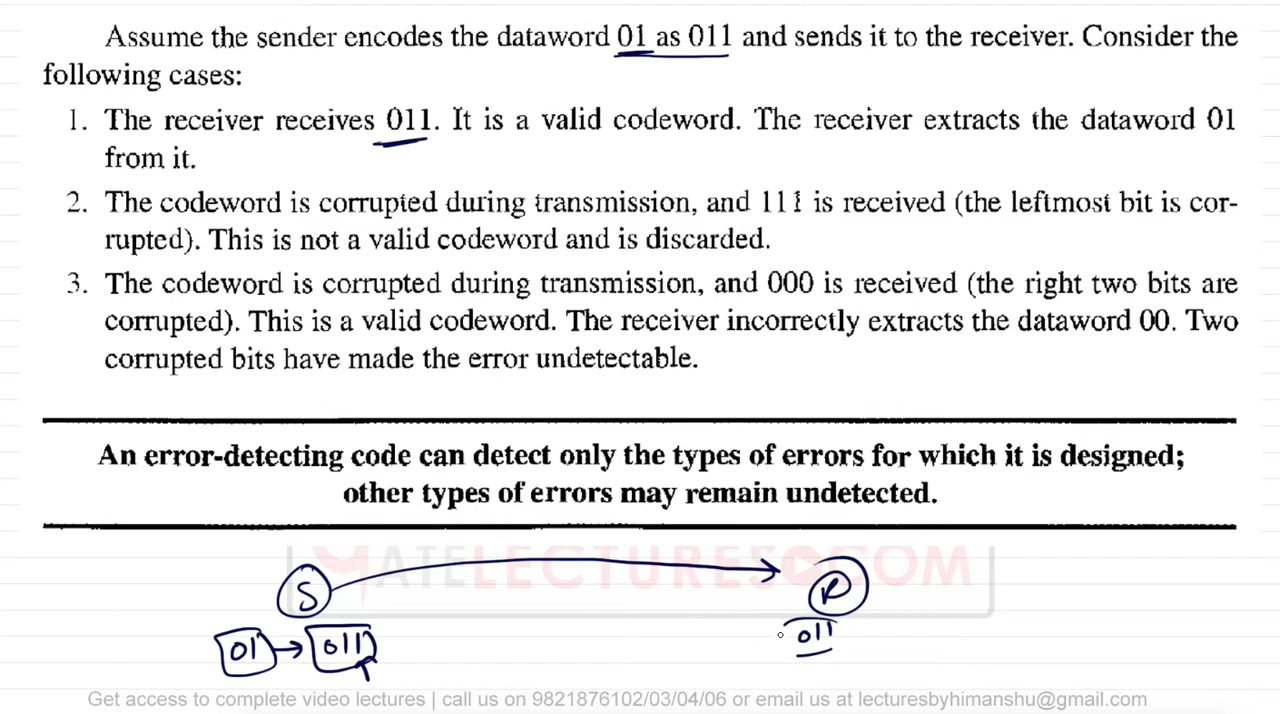 Assume the sender encodes the dataword 01 as 011 and sends it to the receiver. Consider the
following cases:
1. The receiver receives 011. It is a valid codeword. The receiver extracts the dataword 01
from it.
2. The codeword is corrupted during transmission, and 111 is received (the leftmost bit is cor-
rupted). This is not a valid codeword and is discarded.
3. The codeword is corrupted during transmission, and 000 is received (the right two bits are
corrupted). This is a valid codeword. The receiver incorrectly extracts the dataword 00. Two
corrupted bits have made the error undetectable.
An error-detecting code can detect only the types of errors for which it is designed;
other types of errors may remain undetected.
GATELECTURES.COM
S R
01 → 011 011
Get access to complete video lectures | call us on 9821876102/03/04/06 or email us at lecturesbyhimanshu@gmail.com